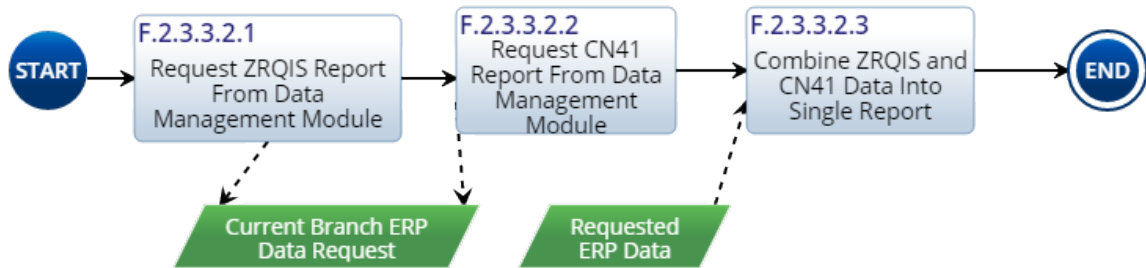 START
F.2.3.3.2.1
Request ZRQIS Report
From Data
Management Module
F.2.3.3.2.2
Request CN41
Report From Data
Management
Module
F.2.3.3.2.3
Combine ZRQIS and
CN41 Data Into
Single Report
END
Current Branch ERP
Data Request
Requested
ERP Data